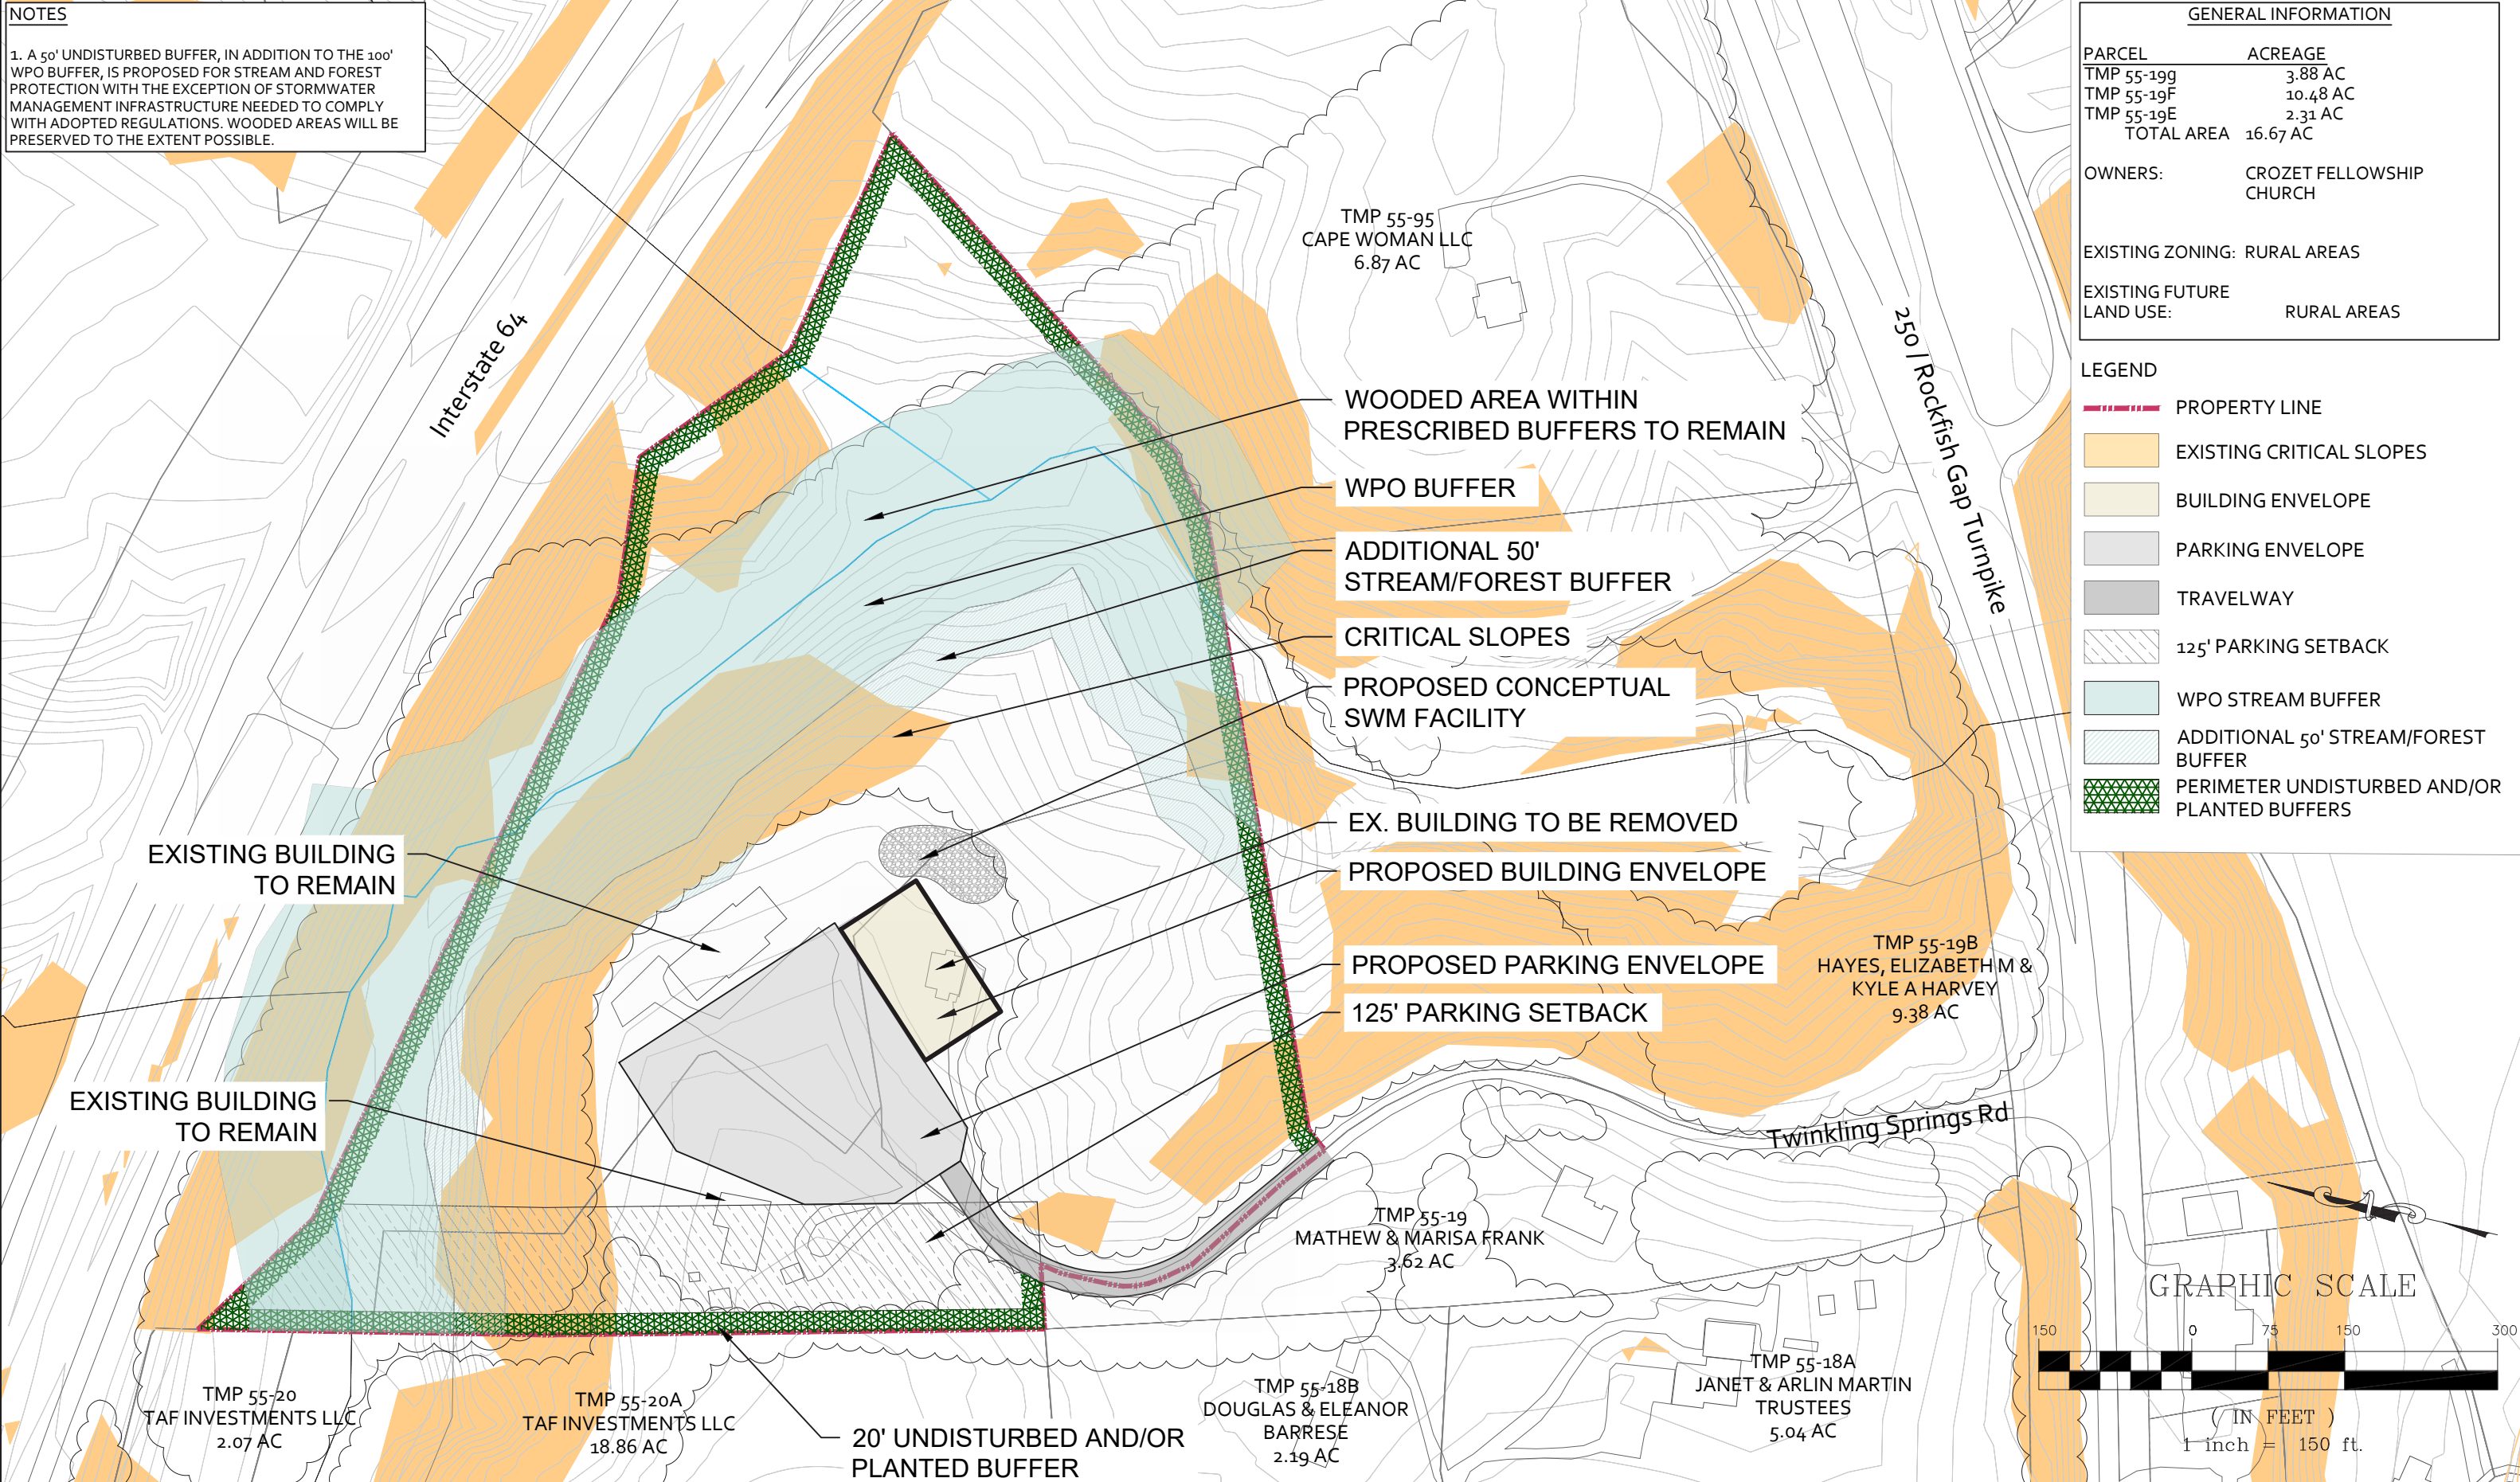 NOTES
1. A 50' UNDISTURBED BUFFER, IN ADDITION TO THE 100'
WPO BUFFER, IS PROPOSED FOR STREAM AND FOREST
PROTECTION WITH THE EXCEPTION OF STORMWATER
MANAGEMENT INFRASTRUCTURE NEEDED TO COMPLY
WITH ADOPTED REGULATIONS. WOODED AREAS WILL BE
PRESERVED TO THE EXTENT POSSIBLE.
GENERAL INFORMATION
PARCEL ACREAGE
TMP 55-19g 3.88 AC
TMP 55-19F 10.48 AC
TMP 55-19E 2.31 AC
TOTAL AREA 16.67 AC
OWNERS: CROZET FELLOWSHIP
CHURCH
EXISTING ZONING: RURAL AREAS
EXISTING FUTURE
LAND USE: RURAL AREAS
LEGEND
PROPERTY LINE
EXISTING CRITICAL SLOPES
BUILDING ENVELOPE
PARKING ENVELOPE
TRAVELWAY
125' PARKING SETBACK
WPO STREAM BUFFER
ADDITIONAL 50' STREAM/FOREST
BUFFER
PERIMETER UNDISTURBED AND/OR
PLANTED BUFFERS
Interstate 64
TMP 55-95
CAPE WOMAN LLC
6.87 AC
250 / Rockfish Gap Turnpike
WOODED AREA WITHIN
PRESCRIBED BUFFERS TO REMAIN
WPO BUFFER
ADDITIONAL 50'
STREAM/FOREST BUFFER
CRITICAL SLOPES
PROPOSED CONCEPTUAL
SWM FACILITY
EX. BUILDING TO BE REMOVED
PROPOSED BUILDING ENVELOPE
PROPOSED PARKING ENVELOPE
125' PARKING SETBACK
EXISTING BUILDING
TO REMAIN
EXISTING BUILDING
TO REMAIN
TMP 55-19B
HAYES, ELIZABETH M &
KYLE A HARVEY
9.38 AC
Twinkling Springs Rd
TMP 55-19
MATHEW & MARISA FRANK
3.62 AC
TMP 55-20
TAF INVESTMENTS LLC
2.07 AC
TMP 55-20A
TAF INVESTMENTS LLC
18.86 AC
20' UNDISTURBED AND/OR
PLANTED BUFFER
TMP 55-18B
DOUGLAS & ELEANOR
BARRESE
2.19 AC
TMP 55-18A
JANET & ARLIN MARTIN
TRUSTEES
5.04 AC
GRAPHIC SCALE
150 0 75 150 300
( IN FEET )
1 inch = 150 ft.